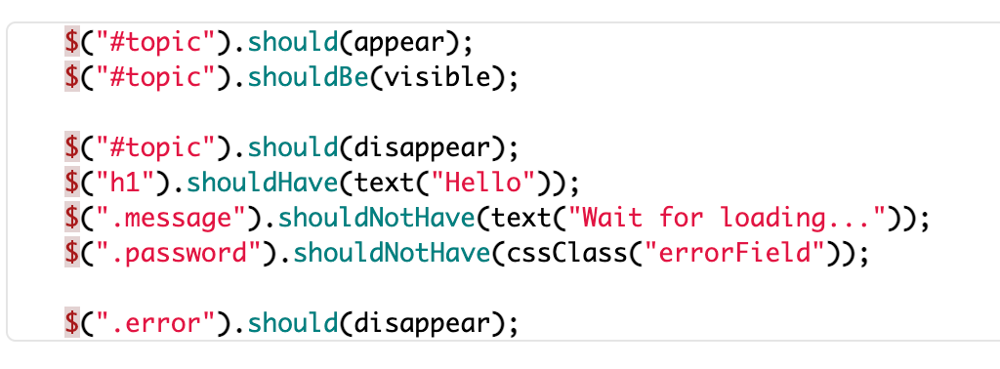 $("#topic").should(appear);
$("#topic").shouldBe(visible);
$("#topic").should(disappear);
$("h1").shouldHave(text("Hello"));
$(".message").shouldNotHave(text("Wait for loading..."));
$(".password").shouldNotHave(cssClass("errorField"));
$(".error").should(disappear);